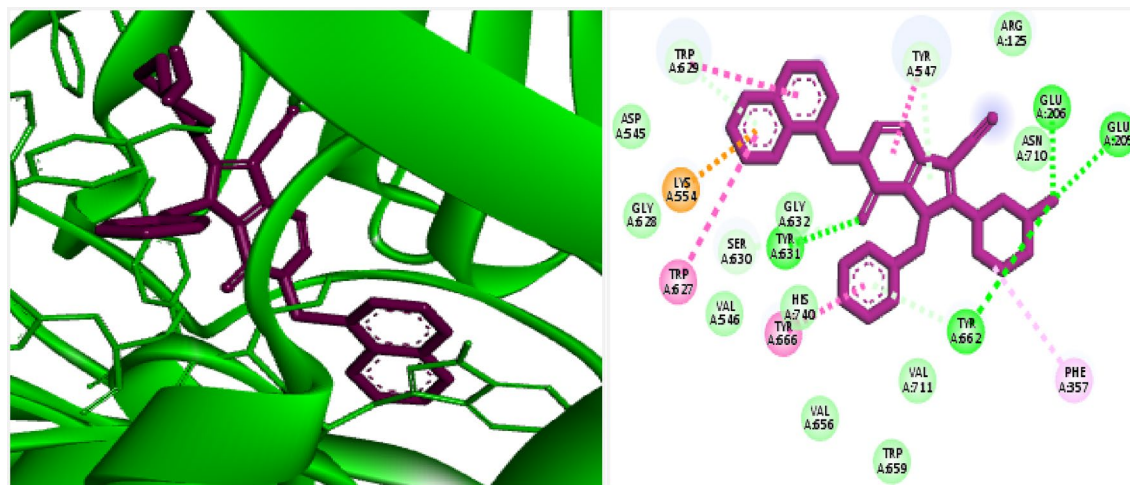 ARG
A:125
TRP
A:629
TYR
A:547
GLU
A:206
GLU
A:205
ASP
A:545
ASN
A:710
LYS
A:554
GLY
A:628
GLY
A:632
SER
A:630
TYR
A:631
TRP
A:627
VAL
A:546
HIS
A:740
TYR
A:666
TYR
A:662
VAL
A:711
PHE
A:357
VAL
A:656
TRP
A:659